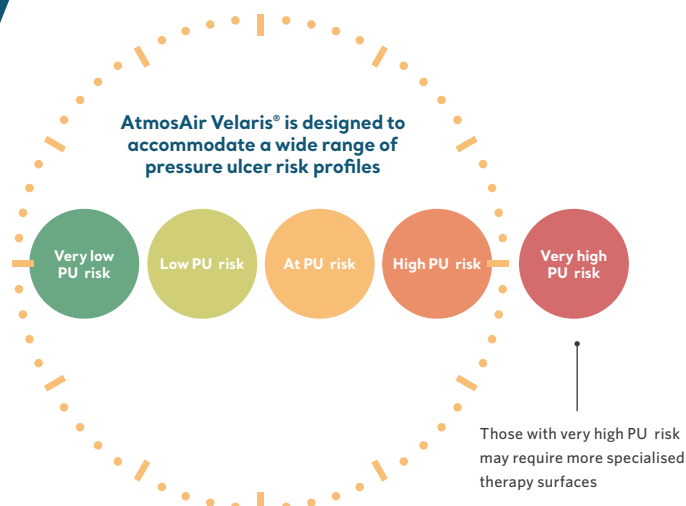 AtmosAir Velaris® is designed to
accommodate a wide range of
pressure ulcer risk profiles
Very low
PU risk
Low PU risk
At PU risk
High PU risk
Very high
PU risk
Those with very high PU risk
may require more specialised
therapy surfaces